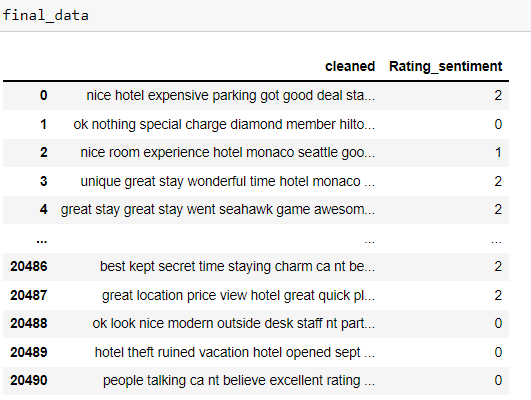 final_data
cleaned Rating_sentiment
0 nice hotel expensive parking got good deal sta... 2
1 ok nothing special charge diamond member hilto... 0
2 nice room experience hotel monaco seattle goo... 1
3 unique great stay wonderful time hotel monaco ... 2
4 great stay great stay went seahawk game awesom... 2
... ... ...
20486 best kept secret time staying charm ca nt be... 2
20487 great location price view hotel great quick pl... 2
20488 ok look nice modern outside desk staff nt part... 0
20489 hotel theft ruined vacation hotel opened sept ... 0
20490 people talking ca nt believe excellent rating ... 0